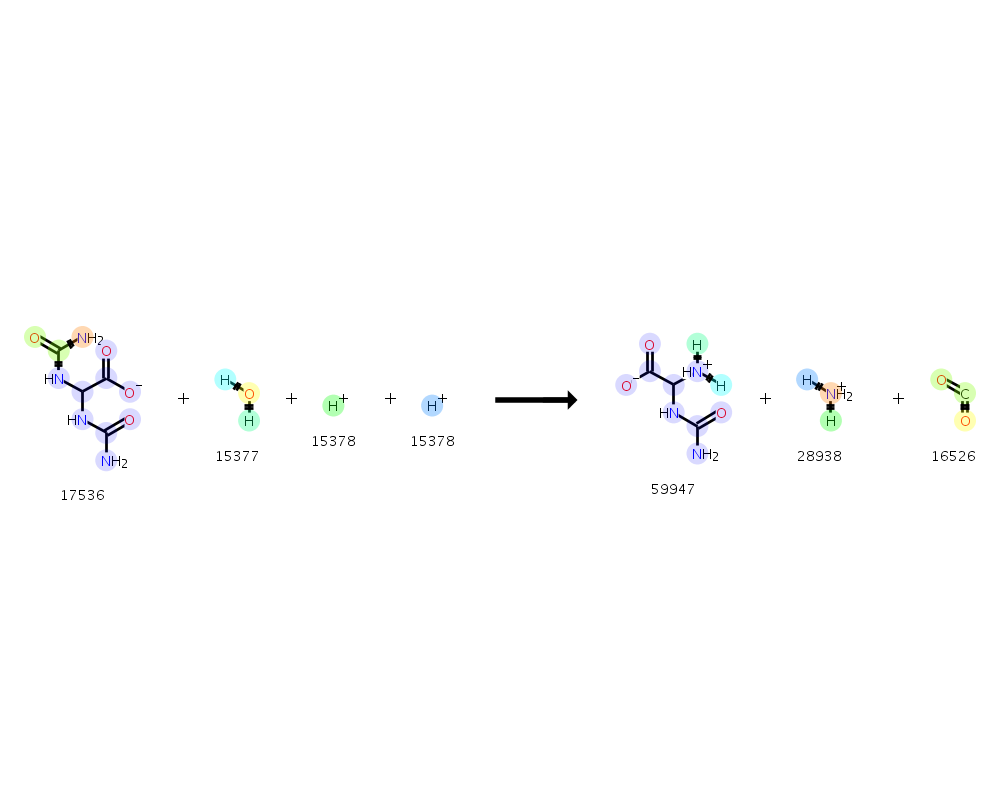 O NH2
O
HN O−
HN O
NH2
17536
+
H
O
H
15377
+
H+
15378
+
H+
15378
O H
HN+
O− H
HN O
NH2
59947
+
H
NH2+
H
28938
+
O
C
O
16526